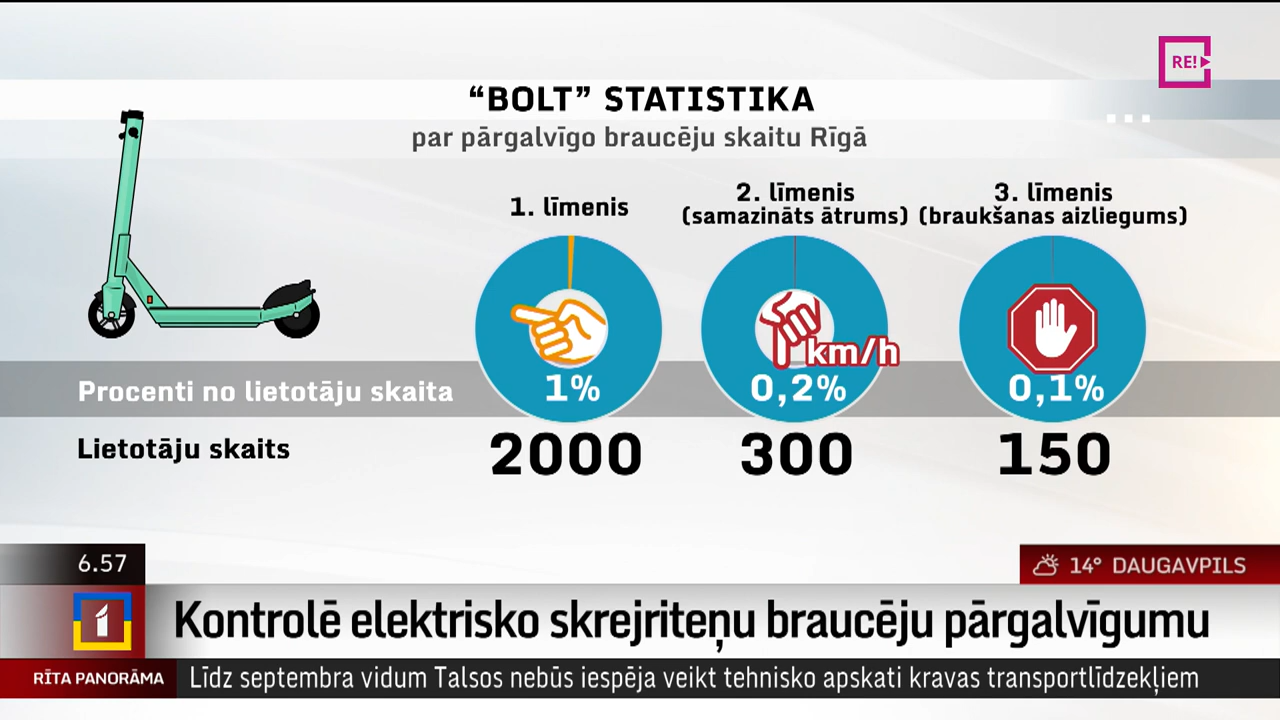 RE!
“BOLT” STATISTIKA
par pārgalvīgo braucēju skaitu Rīgā
1. līmenis
2. līmenis
(samazināts ātrums)
3. līmenis
(braukšanas aizliegums)
km/h
Procenti no lietotāju skaita
1%
0,2%
0,1%
Lietotāju skaits
2000
300
150
6.57
14° DAUGAVPILS
1
Kontrolē elektrisko skrejriteņu braucēju pārgalvīgumu
RĪTA PANORĀMA
Līdz septembra vidum Talsos nebūs iespēja veikt tehnisko apskati kravas transportlīdzekļiem